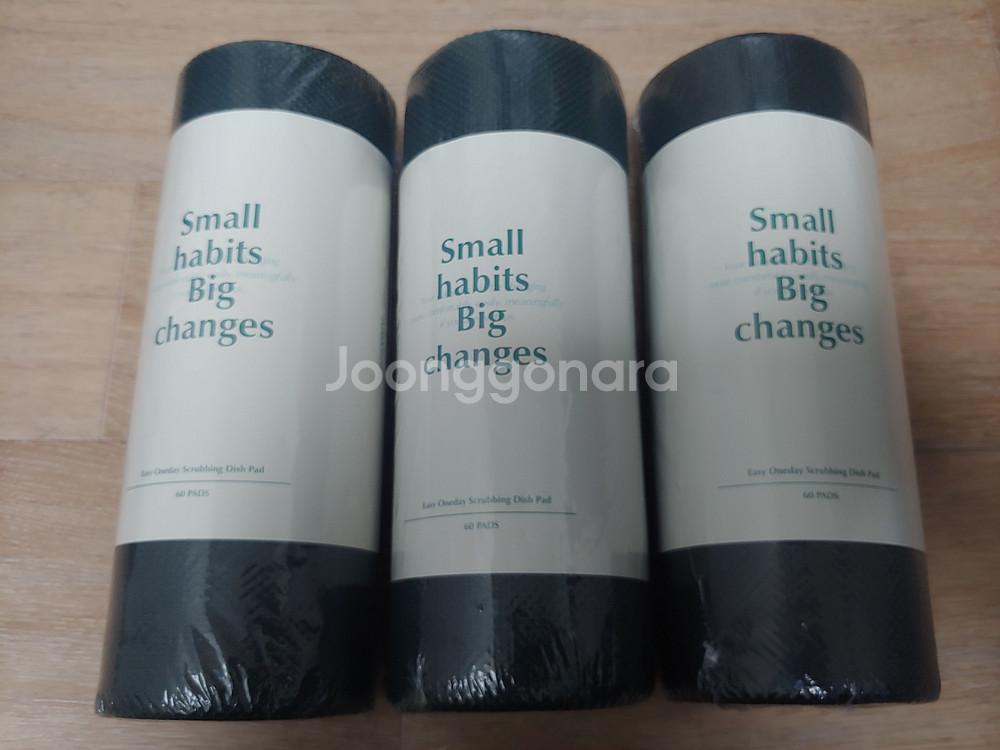 Small
habits
Big
changes
Easy Oneday Scrubbing Dish Pad
60 PADS
Small
habits
Big
changes
meaningfully
Easy Oneday Scrubbing Dish Pad
60 PADS
Small
habits
Big
changes
Easy Oneday Scrubbing Dish Pad
60 PADS
Joonggonara